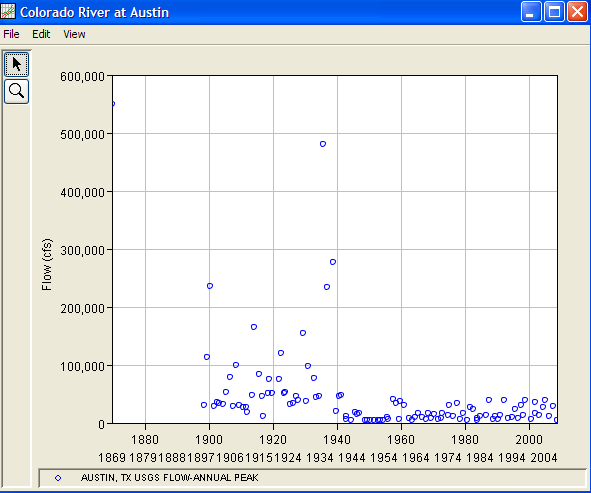 Colorado River at Austin
File Edit View
600,000
500,000
400,000
300,000
200,000
100,000
0
Flow (cfs)
1880 1900 1920 1940 1960 1980 2000
1869 1879 1888 1897 1906 1915 1924 1934 1944 1954 1964 1974 1984 1994 2004
AUSTIN, TX USGS FLOW-ANNUAL PEAK